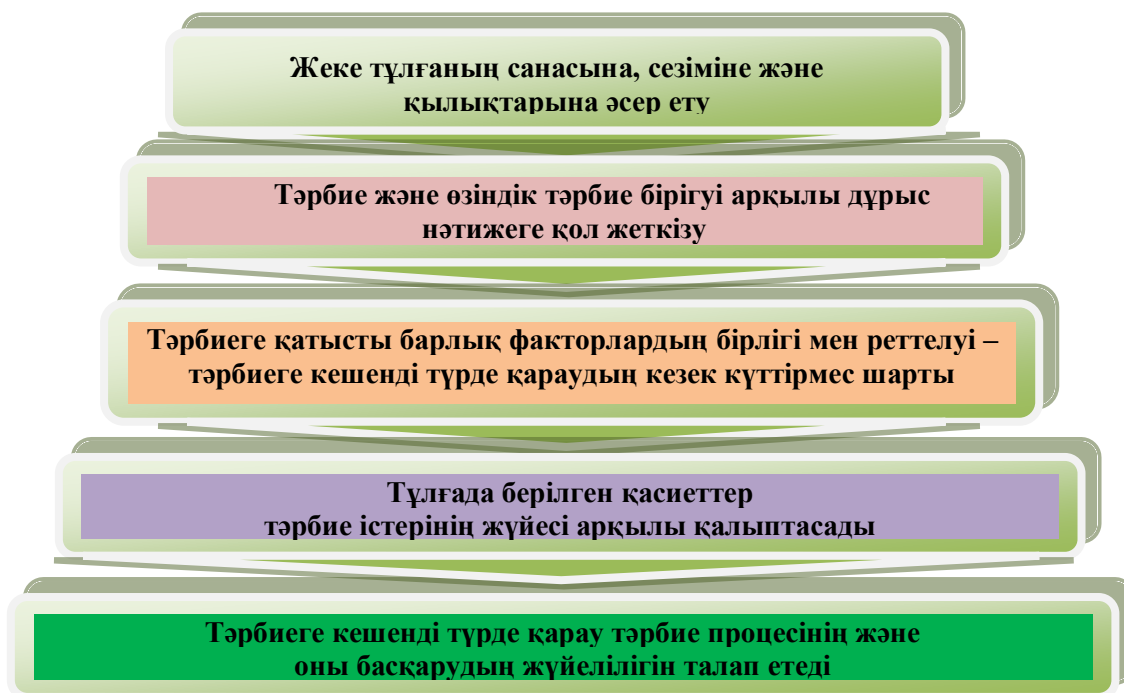 Жеке тұлғаның санасына, сезіміне және
қылықтарына әсер ету
Тәрбие және өзіндік тәрбие бірігуі арқылы дұрыс
нәтижеге қол жеткізу
Тәрбиеге қатысты барлық факторлардың бірлігі мен реттелуі –
тәрбиеге кешенді түрде қараудың кезек күттірмес шарты
Тұлғада берілген қасиеттер
тәрбие істерінің жүйесі арқылы қалыптасады
Тәрбиеге кешенді түрде қарау тәрбие процесінің және
оны басқарудың жүйелілігін талап етеді